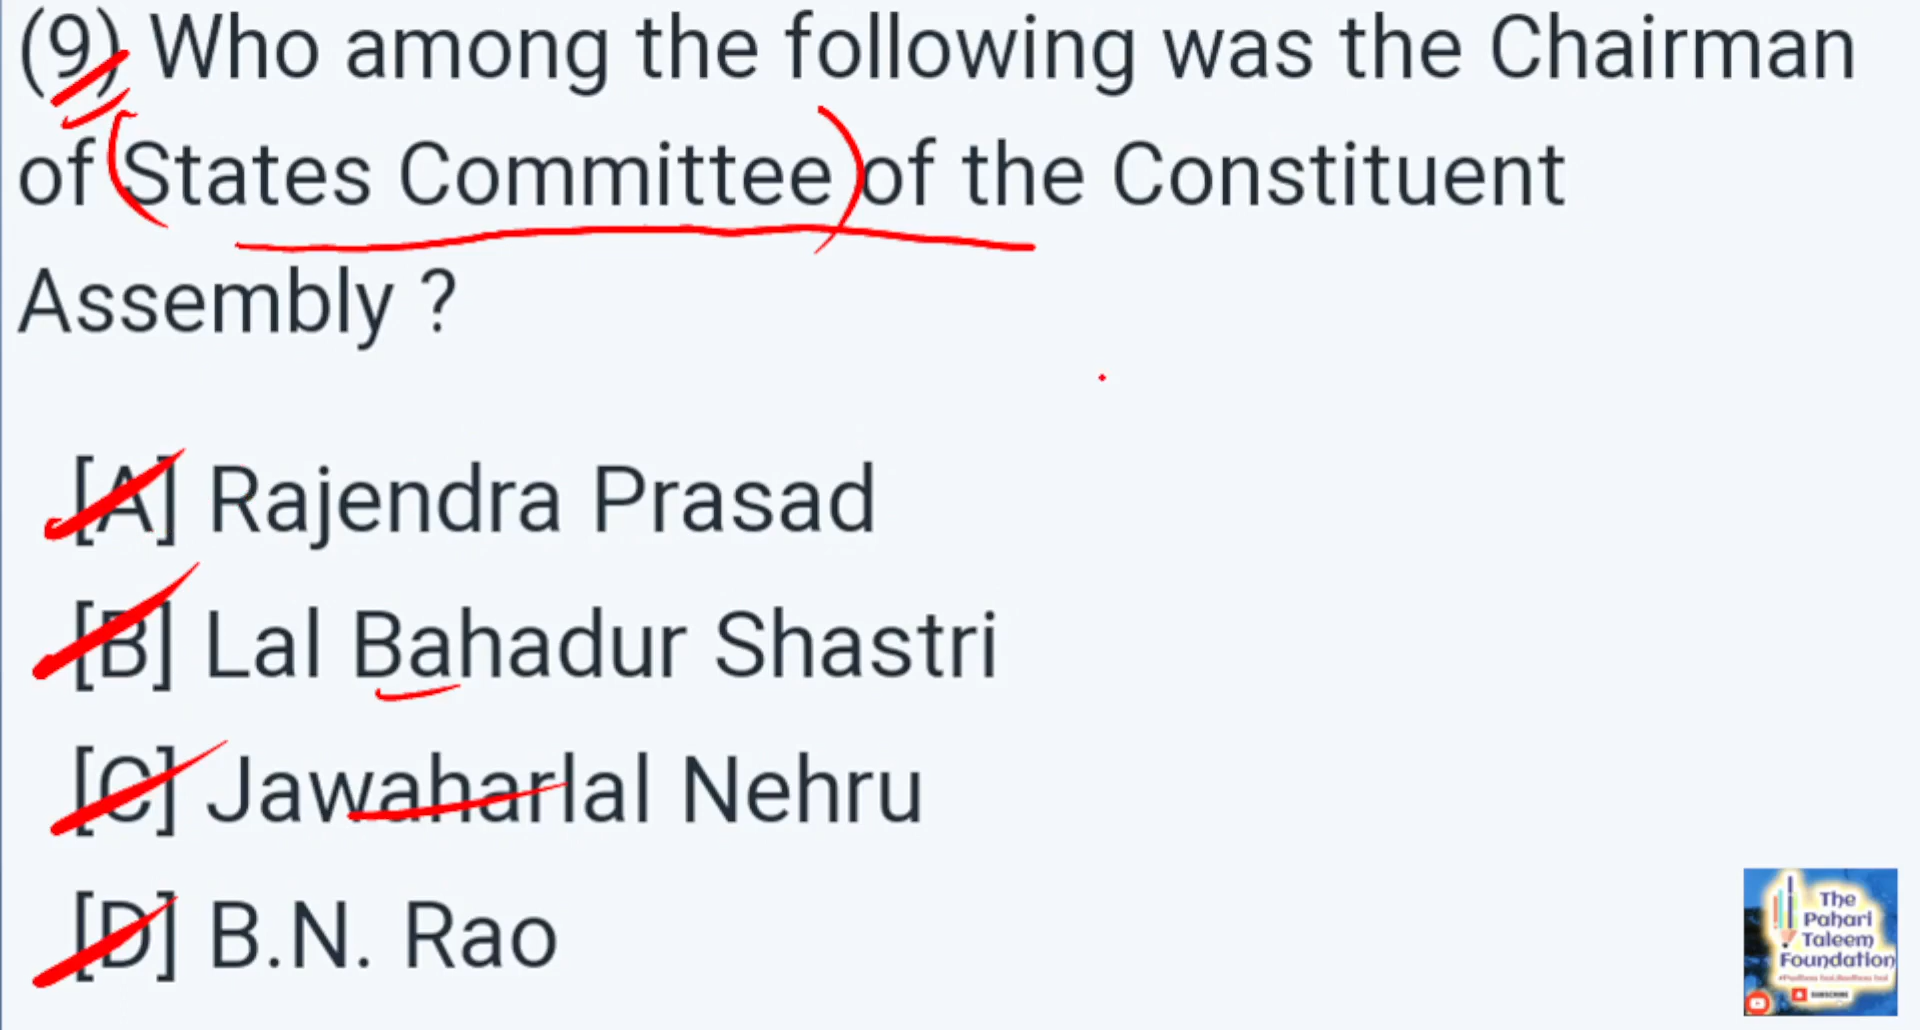 (9) Who among the following was the Chairman
of States Committee of the Constituent
Assembly ?
[A] Rajendra Prasad
[B] Lal Bahadur Shastri
[C] Jawaharlal Nehru
[D] B.N. Rao
The
Pahari
Taleem
Foundation
SUBSCRIBE